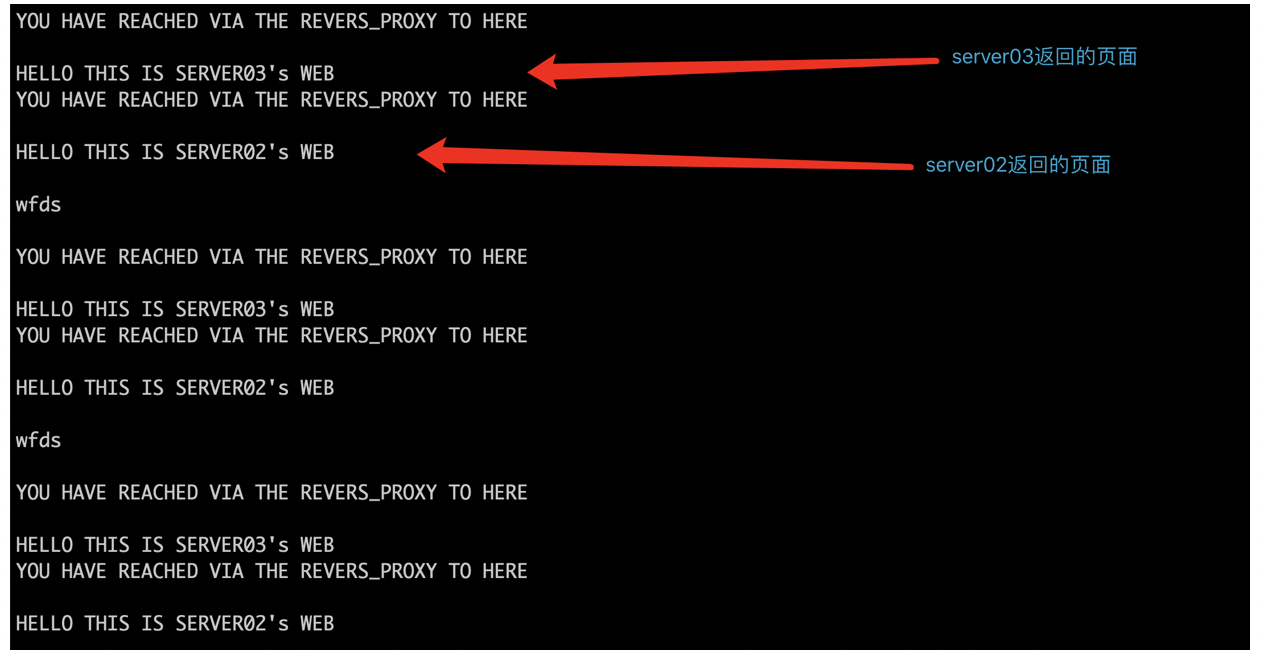 YOU HAVE REACHED VIA THE REVERS_PROXY TO HERE
HELLO THIS IS SERVER03's WEB
server03返回的页面
YOU HAVE REACHED VIA THE REVERS_PROXY TO HERE
HELLO THIS IS SERVER02's WEB
server02返回的页面
wfds
YOU HAVE REACHED VIA THE REVERS_PROXY TO HERE
HELLO THIS IS SERVER03's WEB
YOU HAVE REACHED VIA THE REVERS_PROXY TO HERE
HELLO THIS IS SERVER02's WEB
wfds
YOU HAVE REACHED VIA THE REVERS_PROXY TO HERE
HELLO THIS IS SERVER03's WEB
YOU HAVE REACHED VIA THE REVERS_PROXY TO HERE
HELLO THIS IS SERVER02's WEB